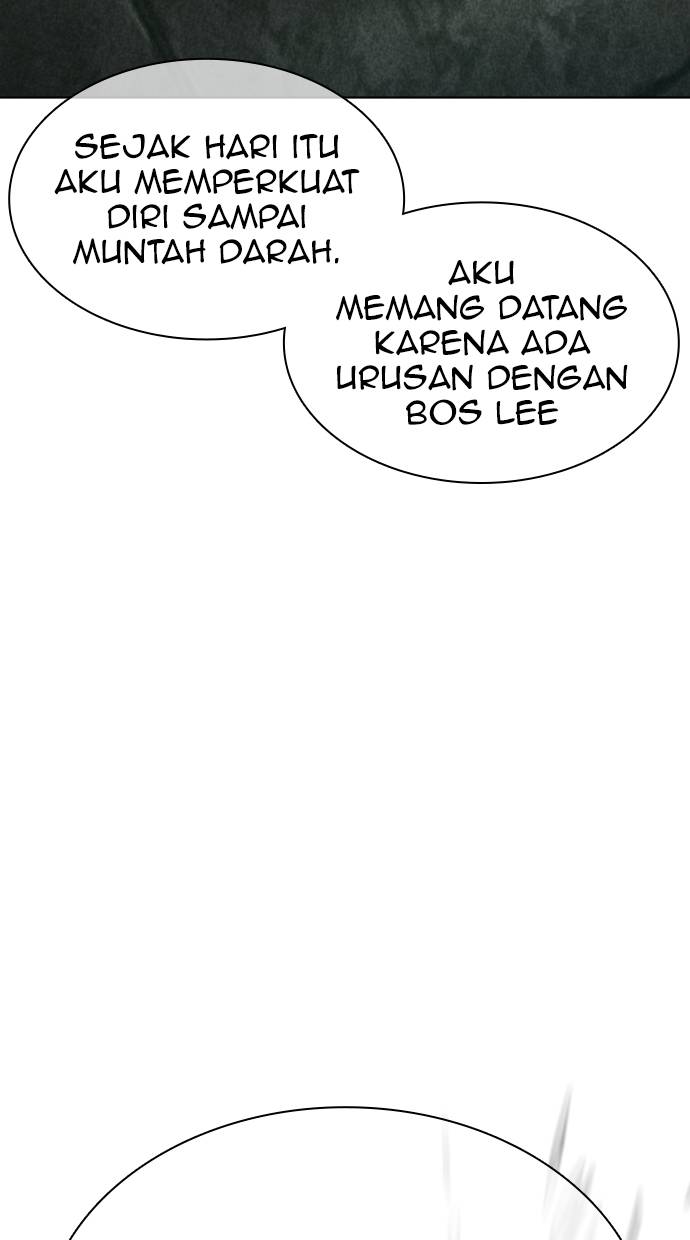 SEJAK HARI ITU
AKU MEMPERKUAT
DIRI SAMPAI
MUNTAH DARAH.
AKU
MEMANG DATANG
KARENA ADA
URUSAN DENGAN
BOS LEE